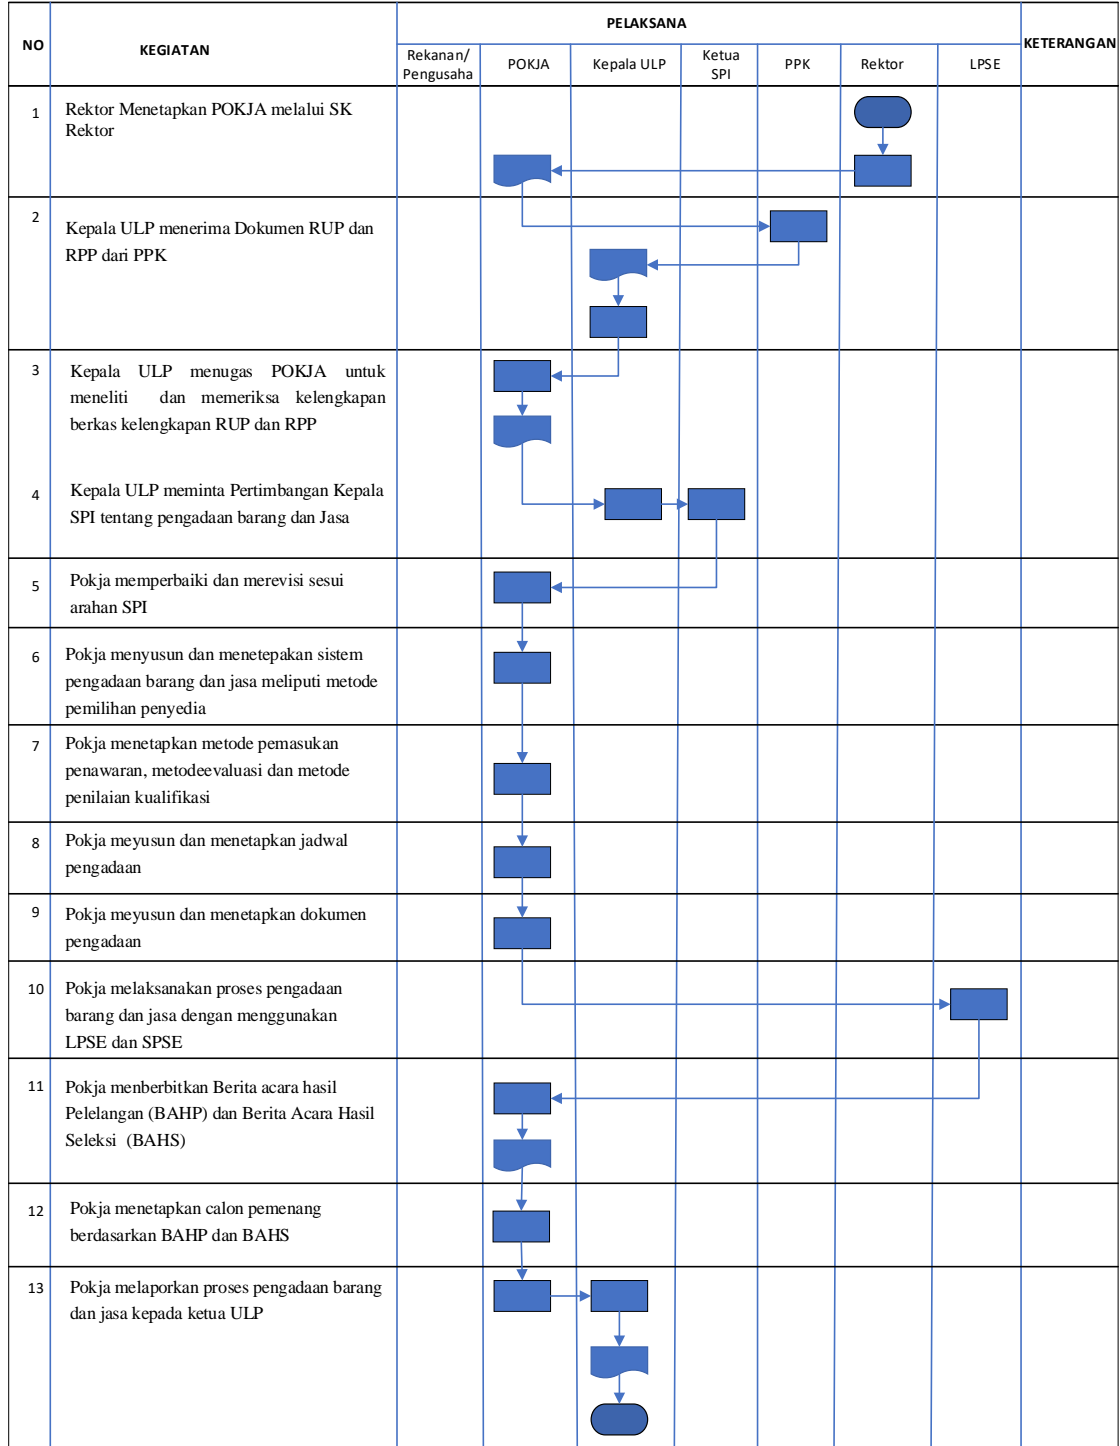 NO
KEGIATAN
PELAKSANA
KETERANGAN
Rekanan/
Pengusaha
POKJA
Kepala ULP
Ketua
SPI
PPK
Rektor
LPSE
1
Rektor Menetapkan POKJA melalui SK
Rektor
2
Kepala ULP menerima Dokumen RUP dan
RPP dari PPK
3
Kepala ULP menugas POKJA untuk
meneliti dan memeriksa kelengkapan
berkas kelengkapan RUP dan RPP
4
Kepala ULP meminta Pertimbangan Kepala
SPI tentang pengadaan barang dan Jasa
5
Pokja memperbaiki dan merevisi sesui
arahan SPI
6
Pokja menyusun dan menetepakan sistem
pengadaan barang dan jasa meliputi metode
pemilihan penyedia
7
Pokja menetapkan metode pemasukan
penawaran, metodeevaluasi dan metode
penilaian kualifikasi
8
Pokja meyusun dan menetapkan jadwal
pengadaan
9
Pokja meyusun dan menetapkan dokumen
pengadaan
10
Pokja melaksanakan proses pengadaan
barang dan jasa dengan menggunakan
LPSE dan SPSE
11
Pokja menberbitkan Berita acara hasil
Pelelangan (BAHP) dan Berita Acara Hasil
Seleksi (BAHS)
12
Pokja menetapkan calon pemenang
berdasarkan BAHP dan BAHS
13
Pokja melaporkan proses pengadaan barang
dan jasa kepada ketua ULP